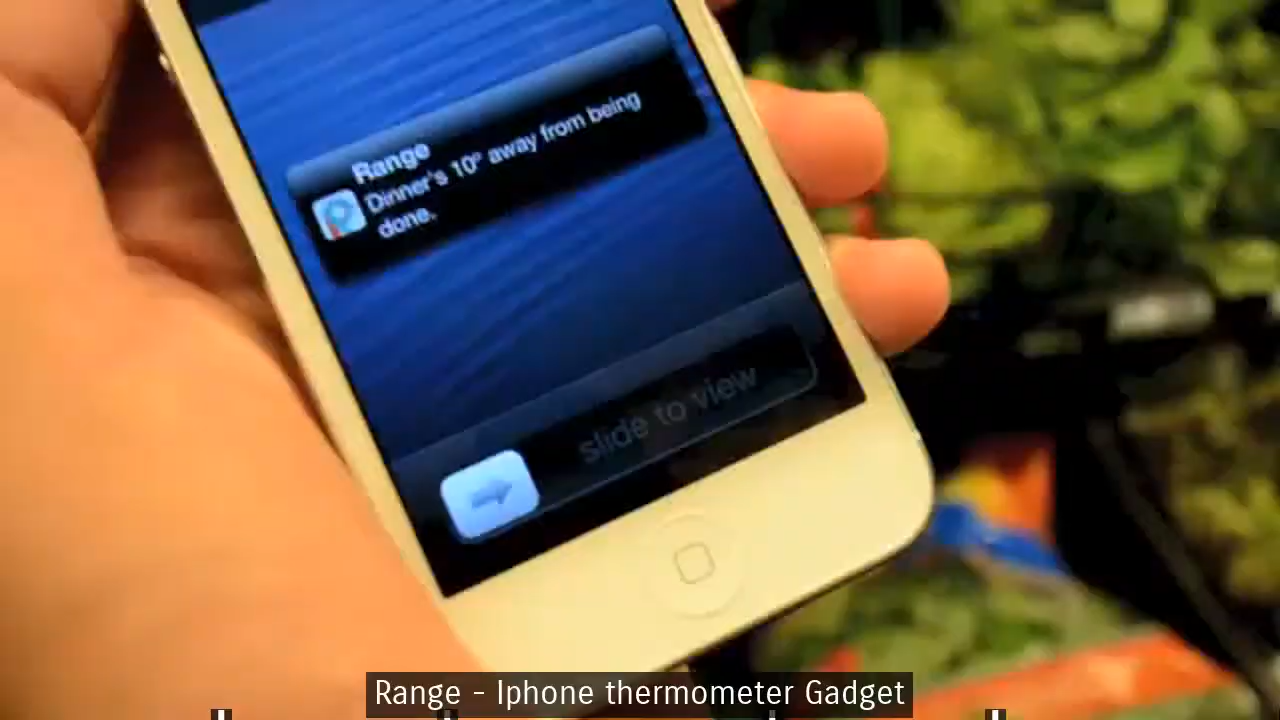 Range
Dinner's 10° away from being
done.
slide to view
Range - Iphone thermometer Gadget